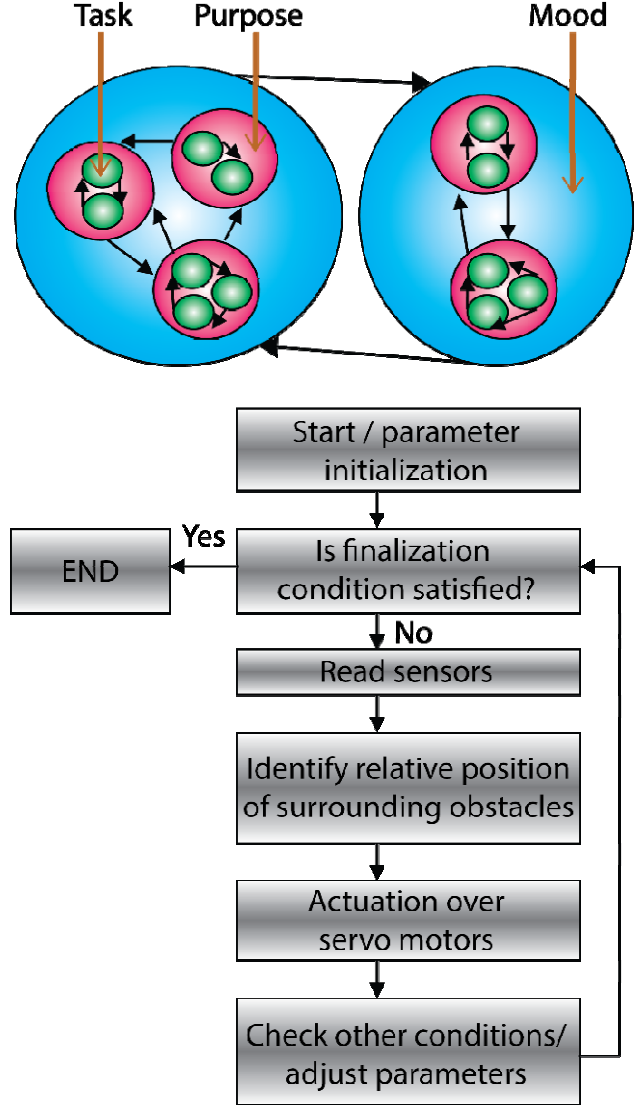 Task Purpose Mood
Start / parameter
initialization
Yes
Is finalization
condition satisfied?
END
No
Read sensors
Identify relative position
of surrounding obstacles
Actuation over
servo motors
Check other conditions/
adjust parameters